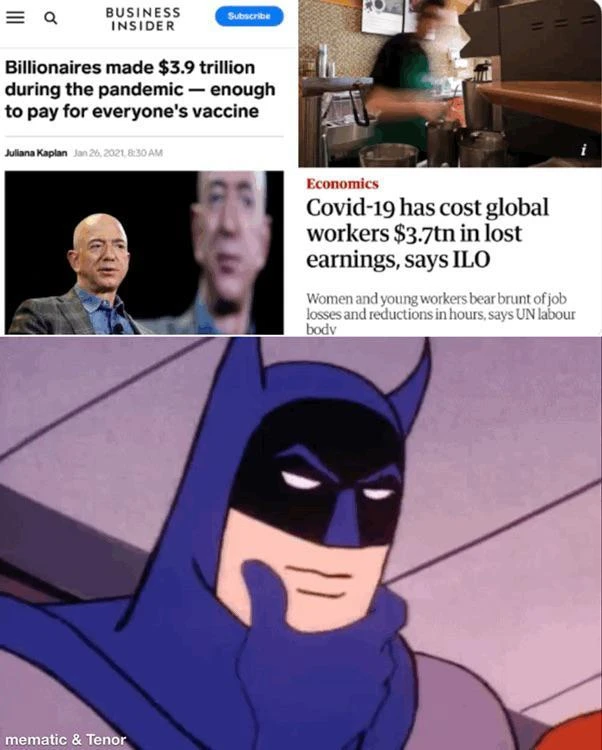 BUSINESS
INSIDER
Subscribe
Billionaires made $3.9 trillion
during the pandemic — enough
to pay for everyone's vaccine
Juliana Kaplan Jan 26, 2021, 8:30 AM
i
Economics
Covid-19 has cost global
workers $3.7tn in lost
earnings, says ILO
Women and young workers bear brunt of job
losses and reductions in hours, says UN labour
body
mematic & Tenor